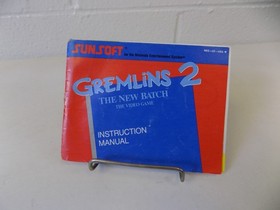 SUNSOFT
GREMLINS 2
THE NEW BATCH
THE VIDEO GAME
INSTRUCTION
MANUAL